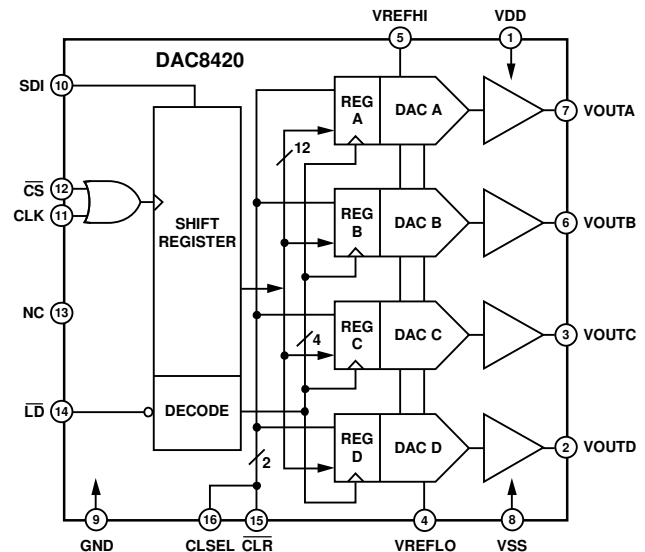 VREFHI
VDD
5
1
DAC8420
SDI
10
REG
A
DAC A
7
VOUTA
12
CS
12
CLK
11
SHIFT
REGISTER
REG
B
DAC B
6
VOUTB
NC
13
4
REG
C
DAC C
3
VOUTC
LD
14
DECODE
REG
D
DAC D
2
VOUTD
2
9
16
15
4
8
GND
CLSEL
CLR
VREFLO
VSS